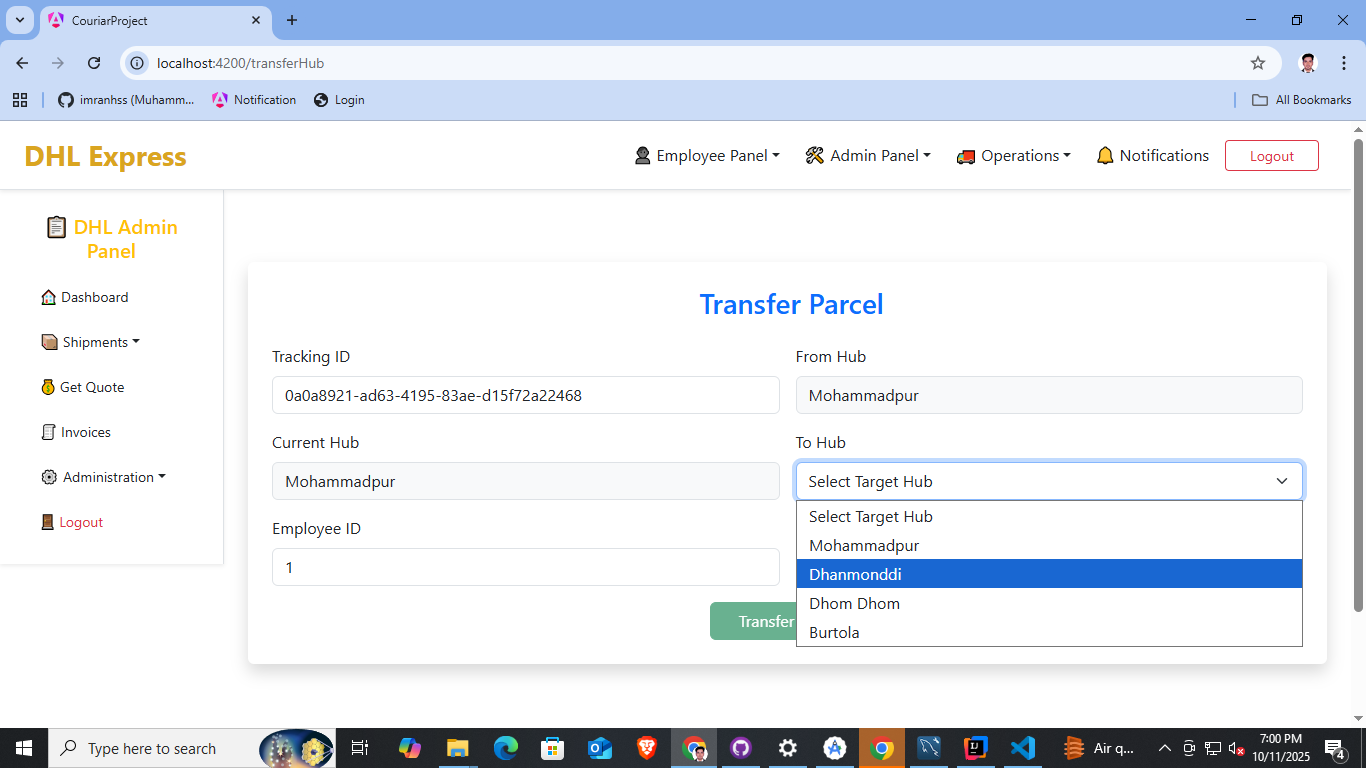 CouriarProject
localhost:4200/transferHub
imranhss (Muhamm...
Notification
Login
All Bookmarks
DHL Express
Employee Panel
Admin Panel
Operations
Notifications
Logout
DHL Admin
Panel
Dashboard
Shipments
Get Quote
Invoices
Administration
Logout
Transfer Parcel
Tracking ID
From Hub
0a0a8921-ad63-4195-83ae-d15f72a22468
Mohammadpur
Current Hub
To Hub
Mohammadpur
Select Target Hub
Select Target Hub
Mohammadpur
Dhanmonddi
Dhom Dhom
Burtola
Employee ID
1
Transfer
Type here to search
Air q...
7:00 PM
10/11/2025
4